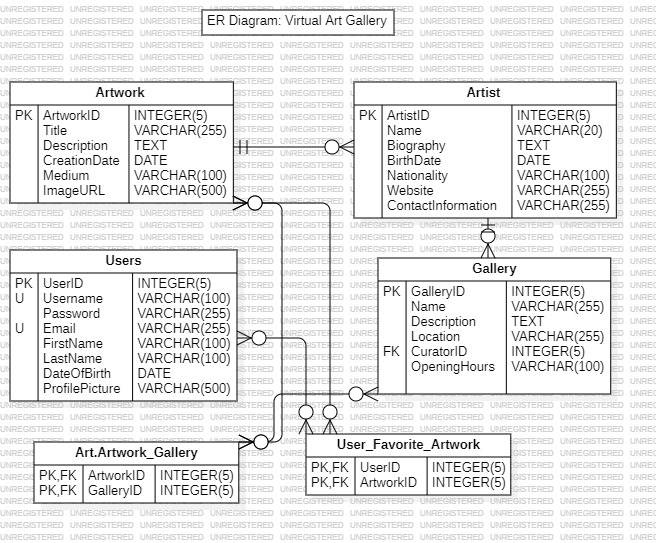 ER Diagram: Virtual Art Gallery
Artwork
PK ArtworkID INTEGER(5)
Title VARCHAR(255)
Description TEXT
CreationDate DATE
Medium VARCHAR(100)
ImageURL VARCHAR(500)
Artist
PK ArtistID INTEGER(5)
Name VARCHAR(20)
Biography TEXT
BirthDate DATE
Nationality VARCHAR(100)
Website VARCHAR(255)
ContactInformation VARCHAR(255)
Users
PK UserID INTEGER(5)
U Username VARCHAR(100)
Password VARCHAR(255)
U Email VARCHAR(255)
FirstName VARCHAR(100)
LastName VARCHAR(100)
DateOfBirth DATE
ProfilePicture VARCHAR(500)
Gallery
PK GalleryID INTEGER(5)
Name VARCHAR(255)
Description TEXT
Location VARCHAR(255)
FK CuratorID INTEGER(5)
OpeningHours VARCHAR(100)
Art.Artwork_Gallery
PK,FK ArtworkID INTEGER(5)
PK,FK GalleryID INTEGER(5)
User_Favorite_Artwork
PK,FK UserID INTEGER(5)
PK,FK ArtworkID INTEGER(5)
UNREGISTERED